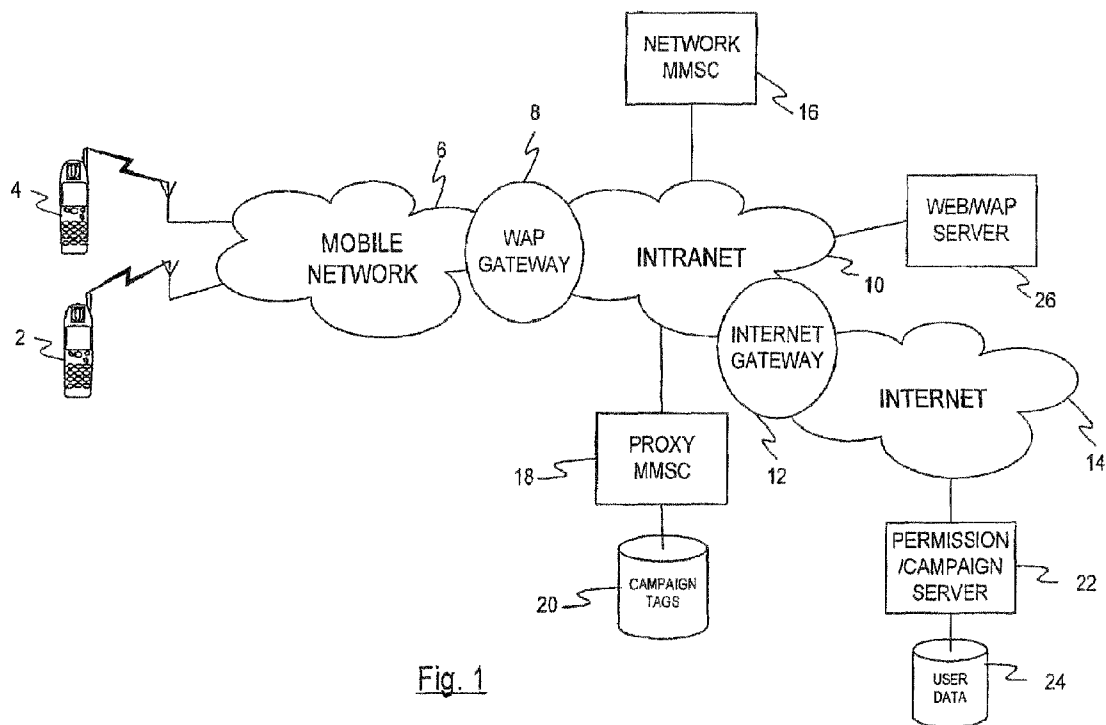 NETWORK
MMSC
16
8
6
4
WAP
GATEWAY
MOBILE
NETWORK
INTRANET
WEB/WAP
SERVER
10
26
2
INTERNET
GATEWAY
INTERNET
12
14
18
PROXY
MMSC
PERMISSION
/CAMPAIGN
SERVER
22
20
CAMPAIGN
TAGS
USER
DATA
24
Fig. 1